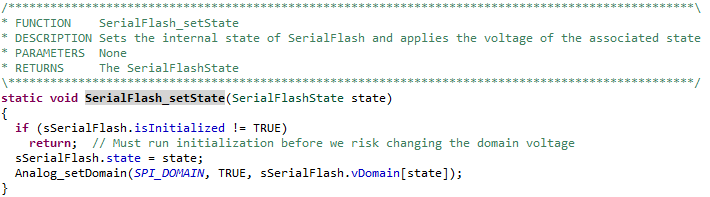 /*****************************************************************************************\
* FUNCTION    SerialFlash_setState
* DESCRIPTION Sets the internal state of SerialFlash and applies the voltage of the associated state
* PARAMETERS  None
* RETURNS     The SerialFlashState
\*****************************************************************************************/
static void SerialFlash_setState(SerialFlashState state)
{
  if (sSerialFlash.isInitialized != TRUE)
    return;  // Must run initialization before we risk changing the domain voltage
  sSerialFlash.state = state;
  Analog_setDomain(SPI_DOMAIN, TRUE, sSerialFlash.vDomain[state]);
}